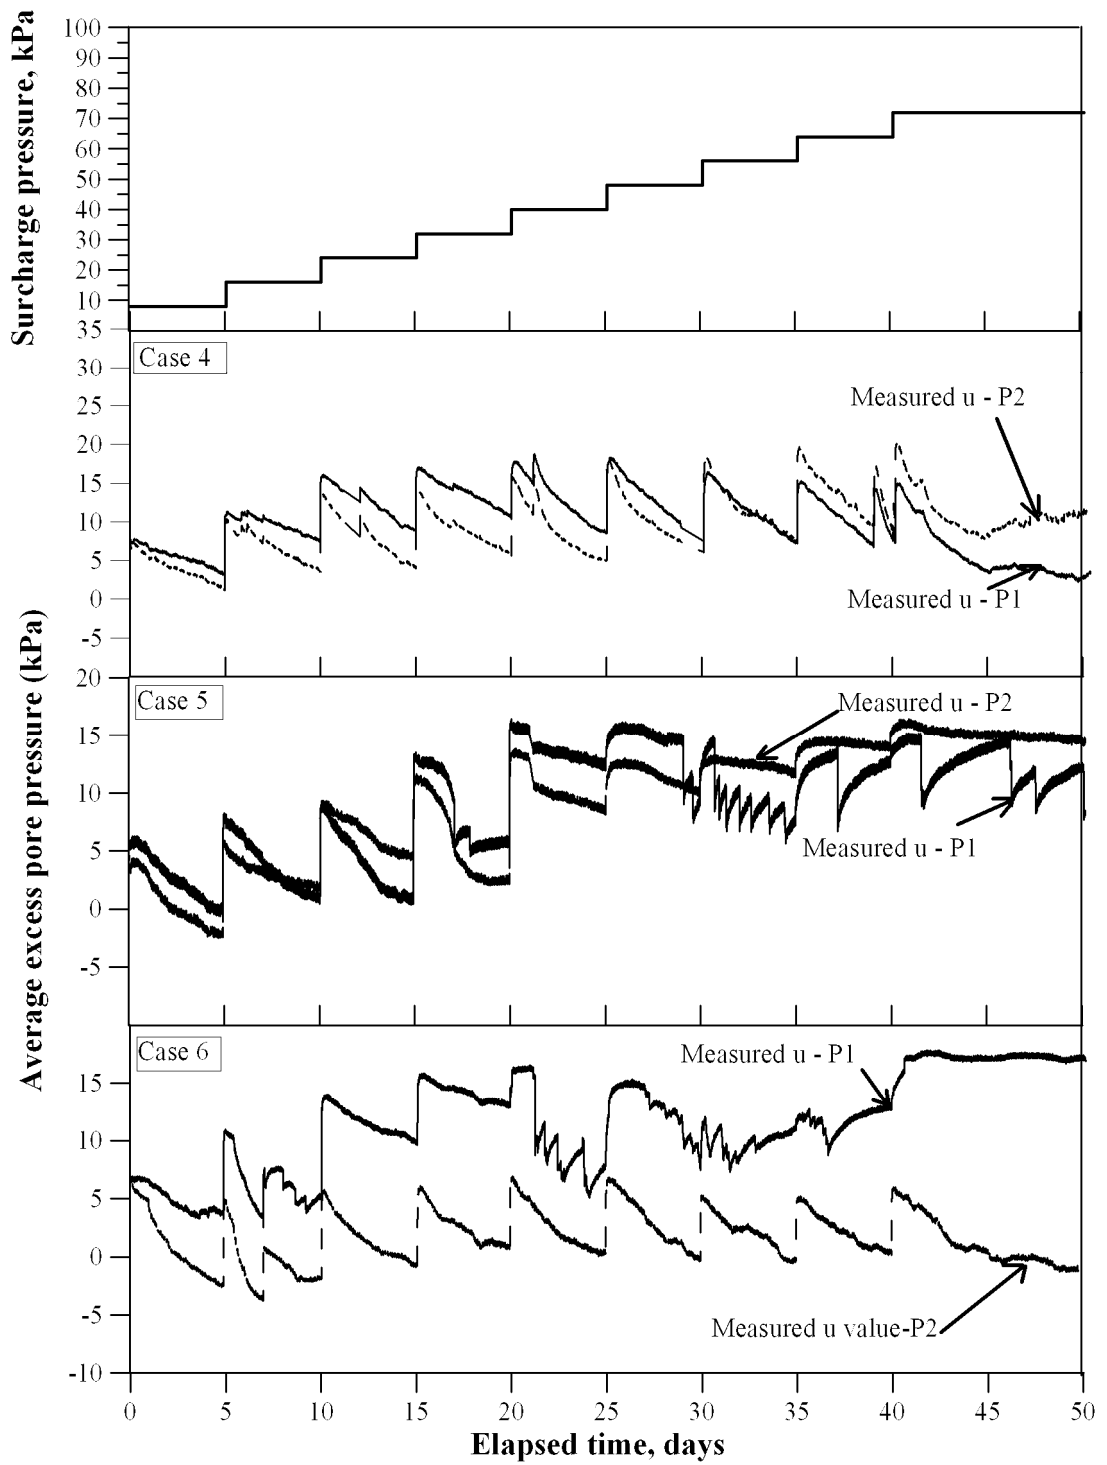 Surcharge pressure, kPa
100
90
80
70
60
50
40
30
20
10
Average excess pore pressure (kPa)
35
30
25
20
15
10
5
0
-5
Case 4
Measured u - P2
Measured u - P1
20
15
10
5
0
-5
Case 5
Measured u - P2
Measured u - P1
15
10
5
0
-5
-10
Case 6
Measured u - P1
Measured u value-P2
0 5 10 15 20 25 30 35 40 45 50
Elapsed time, days